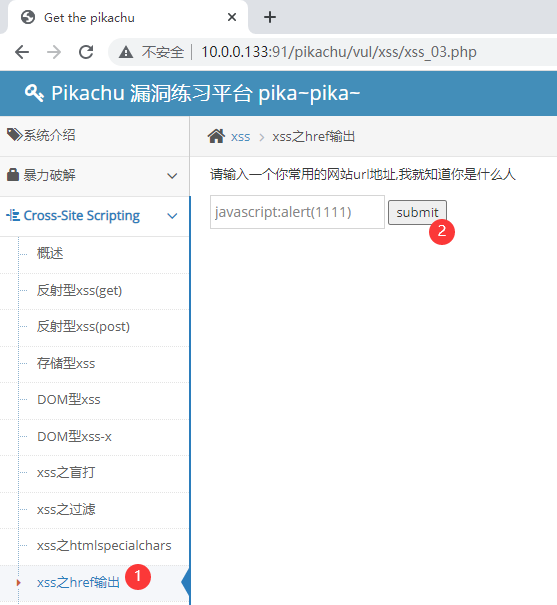 Get the pikachu
不安全 | 10.0.0.133:91/pikachu/vul/xss/xss_03.php
Pikachu 漏洞练习平台 pika~pika~
系统介绍
暴力破解
Cross-Site Scripting
概述
反射型xss(get)
反射型xss(post)
存储型xss
DOM型xss
DOM型xss-x
xss之盲打
xss之过滤
xss之htmlspecialchars
xss之href输出
1
xss > xss之href输出
请输入一个你常用的网站url地址,我就知道你是什么人
javascript:alert(1111)
submit
2